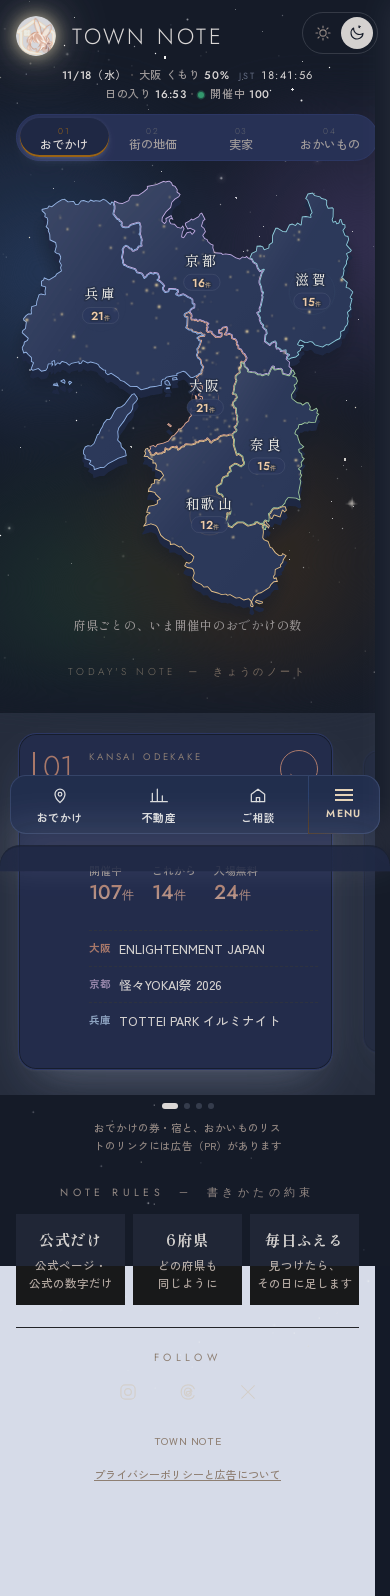 TOWN NOTE
11/18（水） · 大阪 くもり 50% JST 18:41:56
日の入り 16:53 · 開催中 100
01 02 03 04
おでかけ 街の地価 実家 おかいもの
京都
16件
滋賀
15件
兵庫
21件
大阪
21件
奈良
15件
和歌山
12件
府県ごとの、いま開催中のおでかけの数
TODAY'S NOTE ー きょうのノート
01
KANSAI ODEKAKE
おでかけ 不動産 ご相談 MENU
開催中 これから 入場無料
107件 14件 24件
大阪 ENLIGHTENMENT JAPAN
京都 怪々YOKAI祭 2026
兵庫 TOTTEI PARK イルミナイト
おでかけの券・宿と、おかいものリス
トのリンクには広告（PR）があります
NOTE RULES ー 書きかたの約束
公式だけ 6府県 毎日ふえる
公式ページ・ どの府県も 見つけたら、
公式の数字だけ 同じように その日に足します
FOLLOW
TOWN NOTE
プライバシーポリシーと広告について